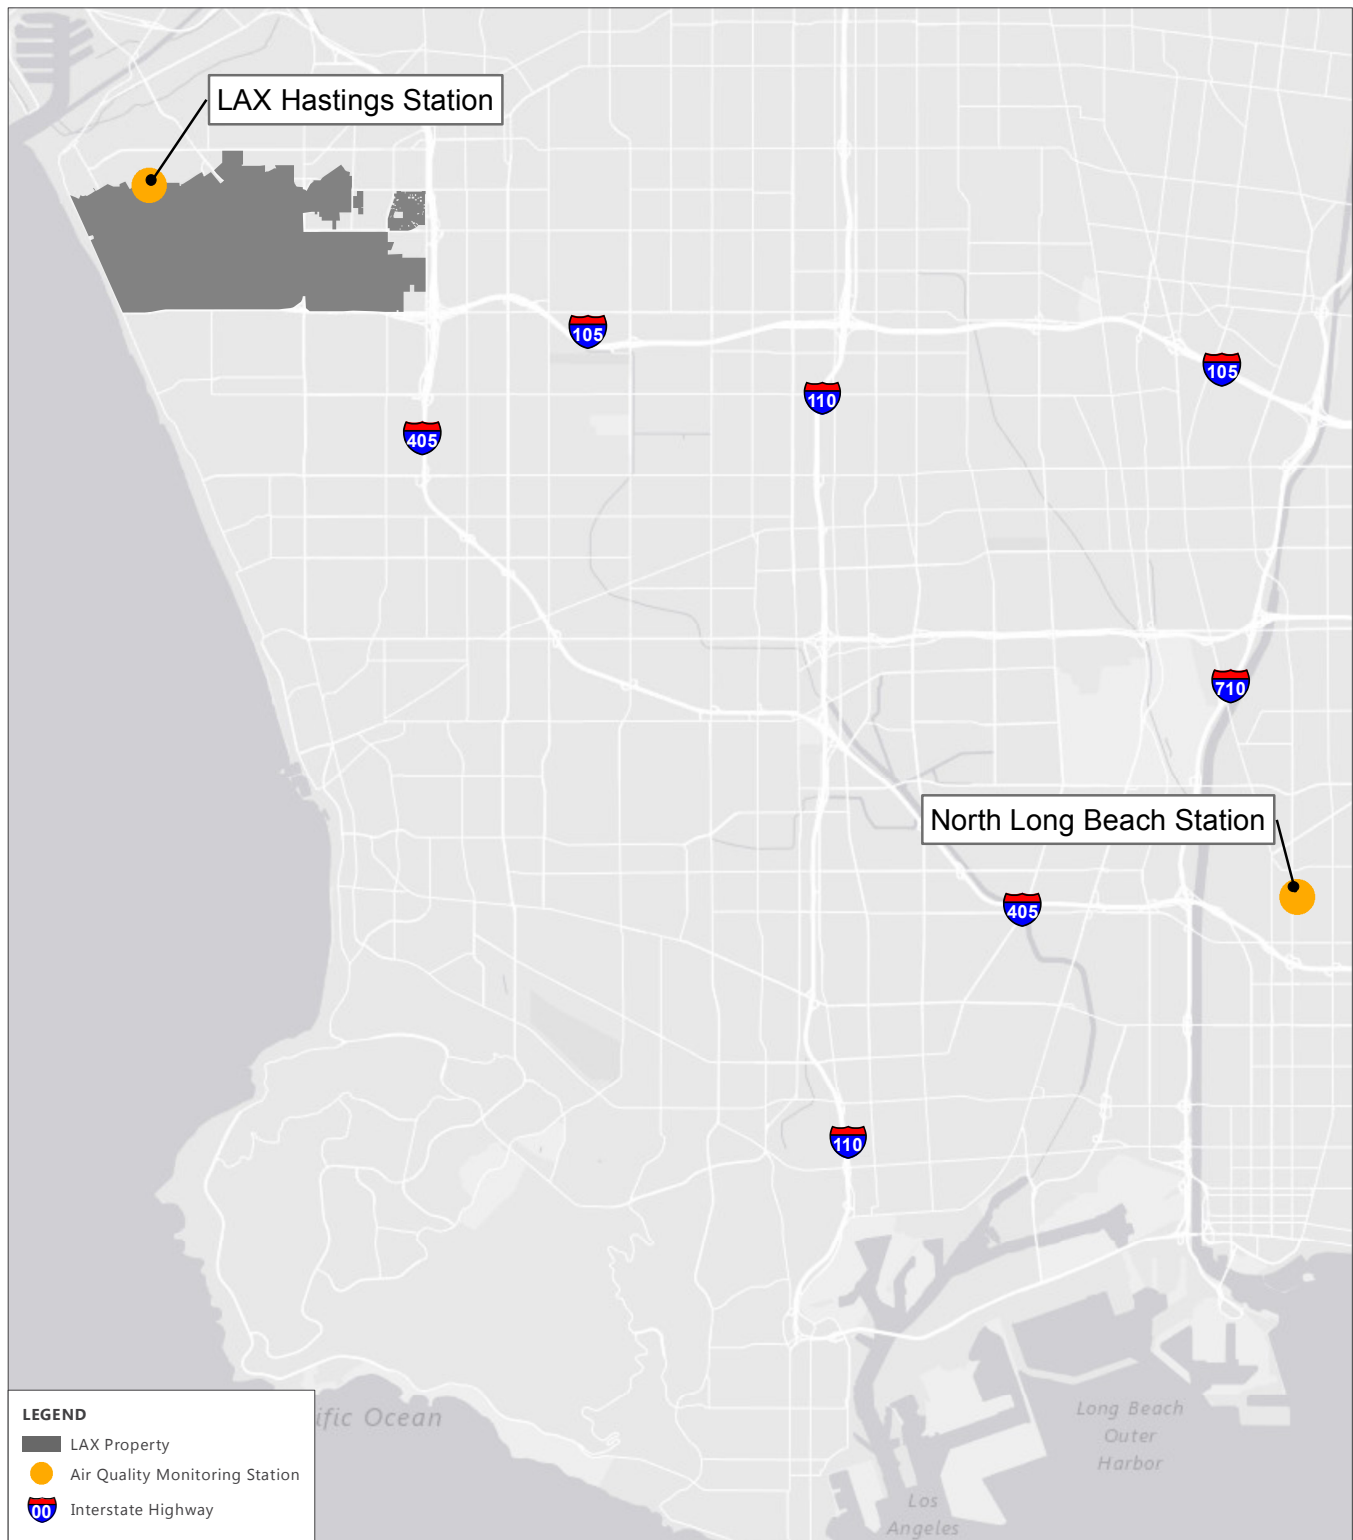 LAX Hastings Station
105
105
110
405
710
North Long Beach Station
405
110
LEGEND
LAX Property
Air Quality Monitoring Station
00
Interstate Highway
ific Ocean
Long Beach
Outer
Harbor
Los
Angeles